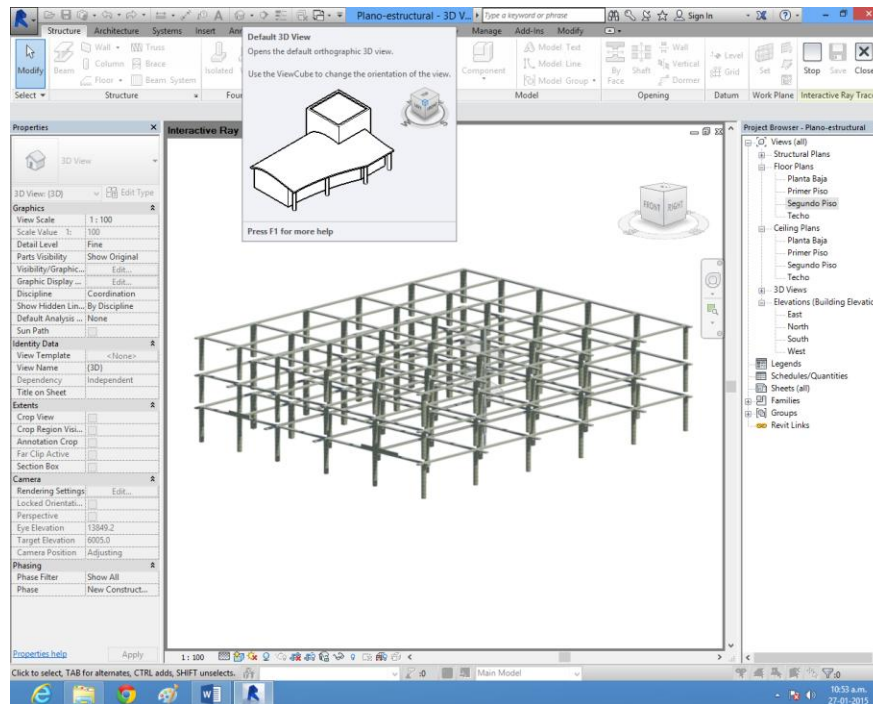 Plano-estructural - 3D V...
Type a keyword or phrase
Sign In
Structure Architecture Systems Insert
Manage Add-Ins Modify
Modify
Beam
Wall
Truss
Column
Brace
Floor
Beam System
Isolated
Component
Model Text
Model Line
Model Group
By Face
Shaft
Wall
Vertical
Dormer
Level
Grid
Set
Stop
Save
Close
Select
Structure
Model
Opening
Datum
Work Plane
Default 3D View
Opens the default orthographic 3D view.
Use the ViewCube to change the orientation of the view.
Press F1 for more help
Interactive Ray
FRONT
RIGHT
Properties
3D View
3D View: {3D}
Edit Type
Graphics
View Scale 1 : 100
Scale Value 1: 100
Detail Level Fine
Parts Visibility Show Original
Visibility/Graphic... Edit...
Graphic Display ... Edit...
Discipline Coordination
Show Hidden Lin... By Discipline
Default Analysis ... None
Sun Path
Identity Data
View Template <None>
View Name {3D}
Dependency Independent
Title on Sheet
Extents
Crop View
Crop Region Visi...
Annotation Crop
Far Clip Active
Section Box
Camera
Rendering Settings Edit...
Locked Orientati...
Perspective
Eye Elevation 13849.2
Target Elevation 6005.0
Camera Position Adjusting
Phasing
Phase Filter Show All
Phase New Construct...
Properties help
Apply
Project Browser - Plano-estructural
Views (all)
Structural Plans
Floor Plans
Planta Baja
Primer Piso
Segundo Piso
Techo
Ceiling Plans
Planta Baja
Primer Piso
Segundo Piso
Techo
3D Views
Elevations (Building Elevatio
East
North
South
West
Legends
Schedules/Quantities
Sheets (all)
Families
Groups
Revit Links
1 : 100
Click to select, TAB for alternates, CTRL adds, SHIFT unselects.
:0
Main Model
:0
10:53 a.m.
27-01-2015